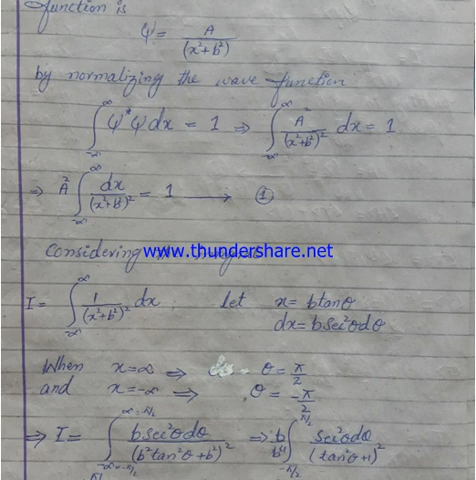 function is
ψ = A / (x²+b²)
by normalizing the wave function
∫_{-∞}^{∞} ψ*ψ dx = 1 ⇒ ∫_{-∞}^{∞} A² / (x²+b²)² dx = 1
⇒ A² ∫_{-∞}^{∞} dx / (x²+b²)² = 1 ⟶ ①
Considering
www.thundershare.net
I = ∫_{-∞}^{∞} 1 / (x²+b²)² dx, let x = b tanθ
dx = b sec²θ dθ
When x = ∞ ⇒ θ = π/2
and x = -∞ ⇒, θ = -π/2
⇒ I = ∫_{-∞=-π/2}^{∞=π/2} b sec²θ dθ / (b² tan²θ + b²)² ⇒ b/b⁴ ∫_{-π/2}^{π/2} sec²θ dθ / (tan²θ + 1)²